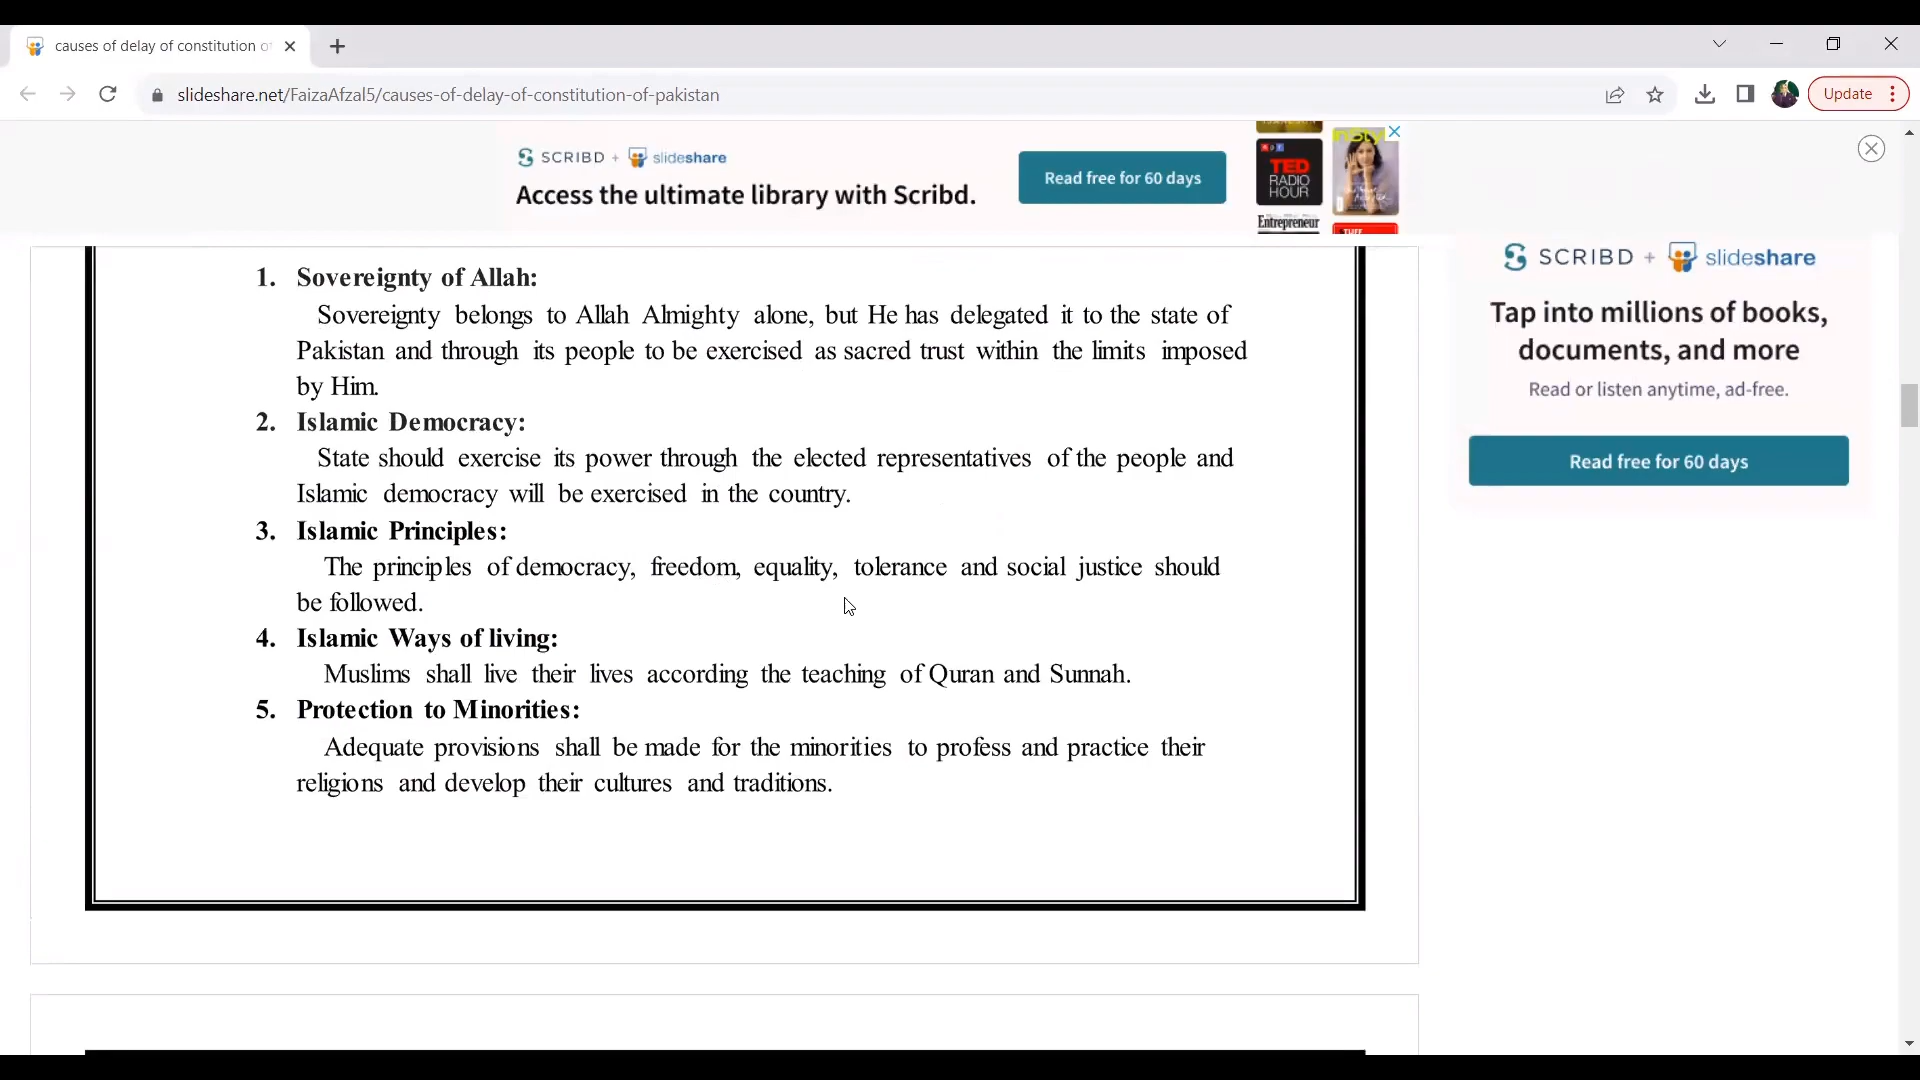 causes of delay of constitution o
slideshare.net/FaizaAfzal5/causes-of-delay-of-constitution-of-pakistan
Update
SCRIBD + slideshare
Access the ultimate library with Scribd.
Read free for 60 days
TED
RADIO
HOUR
Entrepreneur
SCRIBD + slideshare
Tap into millions of books,
documents, and more
Read or listen anytime, ad-free.
Read free for 60 days
1. Sovereignty of Allah:
Sovereignty belongs to Allah Almighty alone, but He has delegated it to the state of
Pakistan and through its people to be exercised as sacred trust within the limits imposed
by Him.
2. Islamic Democracy:
State should exercise its power through the elected representatives of the people and
Islamic democracy will be exercised in the country.
3. Islamic Principles:
The principles of democracy, freedom, equality, tolerance and social justice should
be followed.
4. Islamic Ways of living:
Muslims shall live their lives according the teaching of Quran and Sunnah.
5. Protection to Minorities:
Adequate provisions shall be made for the minorities to profess and practice their
religions and develop their cultures and traditions.